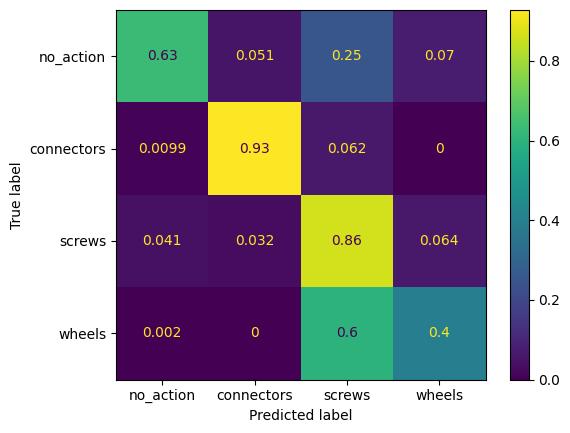 no_action 0.63 0.051 0.25 0.07
connectors 0.0099 0.93 0.062 0
screws 0.041 0.032 0.86 0.064
wheels 0.002 0 0.6 0.4
no_action connectors screws wheels
True label
Predicted label
0.8
0.6
0.4
0.2
0.0